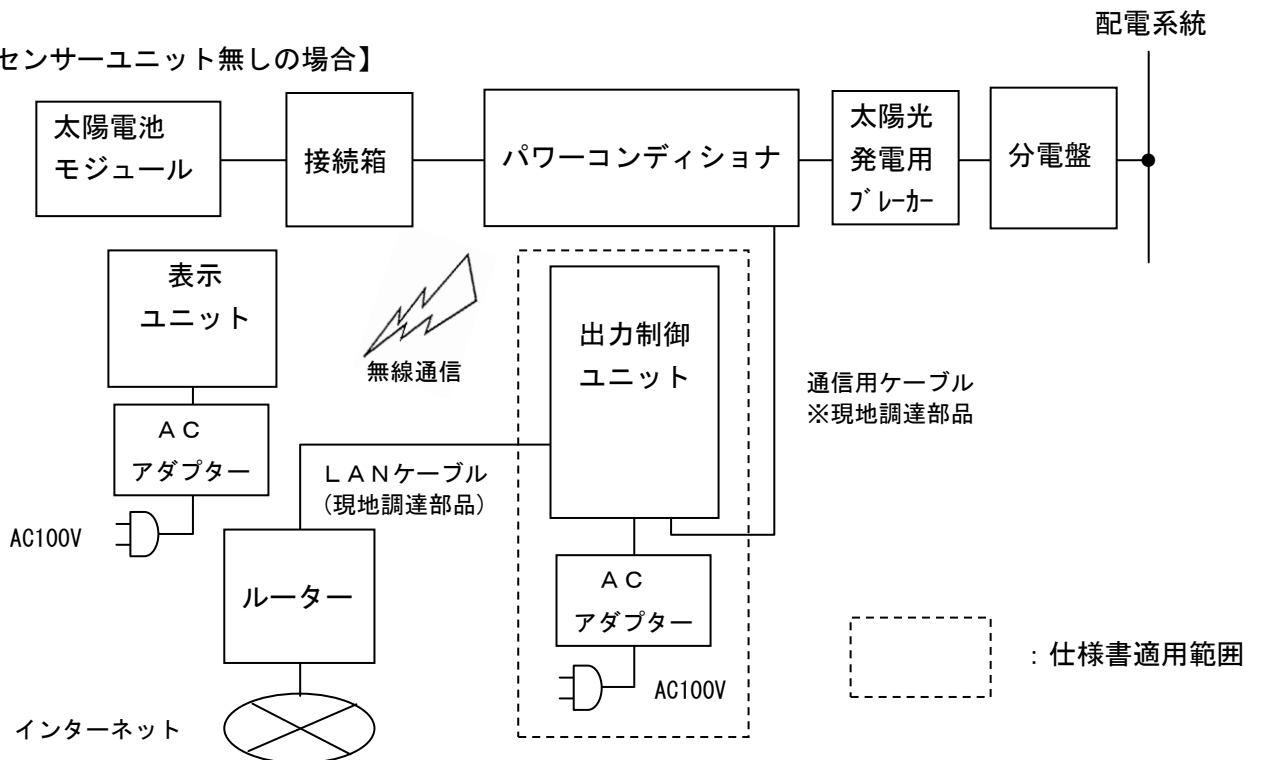 配電系統
センサーユニット無しの場合】
太陽電池
モジュール
接続箱
パワーコンディショナ
太陽光
発電用
ﾌﾞﾚｰｶｰ
分電盤
表示
ユニット
無線通信
出力制御
ユニット
通信用ケーブル
※現地調達部品
ＡＣ
アダプター
ＬＡＮケーブル
(現地調達部品)
AC100V
ルーター
ＡＣ
アダプター
AC100V
：仕様書適用範囲
インターネット